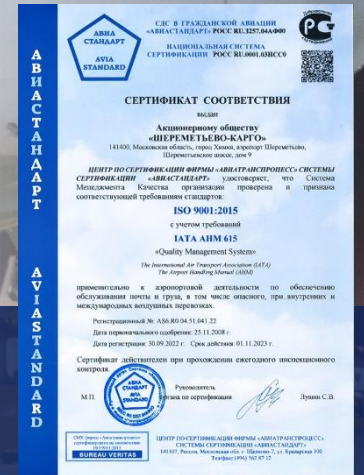 АВИА
СТАНДАРТ
AVIA
STANDARD
СДС В ГРАЖДАНСКОЙ АВИАЦИИ
«АВИАСТАНДАРТ» РОСС RU.3257.04АФ00
НАЦИОНАЛЬНАЯ СИСТЕМА
СЕРТИФИКАЦИИ РОСС RU.0001.03НСС0
АВИАСТАНДАРТ
AVIASTANDARD
СЕРТИФИКАТ СООТВЕТСТВИЯ
выдан
Акционерному обществу
«ШЕРЕМЕТЬЕВО-КАРГО»
141400, Московская область, город Химки, аэропорт Шереметьево,
Шереметьевское шоссе, дом 9
ЦЕНТР ПО СЕРТИФИКАЦИИ ФИРМЫ «АВИАТРАНСПРОЦЕСС» СИСТЕМЫ
СЕРТИФИКАЦИИ «АВИАСТАНДАРТ» удостоверяет, что Система
Менеджмента Качества организации проверена и признана
соответствующей требованиям стандартов:
ISO 9001:2015
с учетом требований
IATA AHM 615
«Quality Management System»
The International Air Transport Association (IATA)
The Airport Handling Manual (AHM)
применительно к аэропортовой деятельности по обеспечению
обслуживания почты и груза, в том числе опасного, при внутренних и
международных воздушных перевозках.
Регистрационный №: AS6.R0 04.51.041.22
Дата первоначального одобрения: 25.11.2008 г.
Дата регистрации: 30.09.2022 г. Срок действия 01.11.2023 г.
Сертификат действителен при прохождении ежегодного инспекционного
контроля.
М.П.
АВИА
СТАНДАРТ
AVIA
STANDARD
Руководитель
органа по сертификации
Лушин С.В.
BUREAU VERITAS
ЦЕНТР ПО СЕРТИФИКАЦИИ ФИРМЫ «АВИАТРАНСПРОЦЕСС»
СИСТЕМЫ СЕРТИФИКАЦИИ «АВИАСТАНДАРТ»